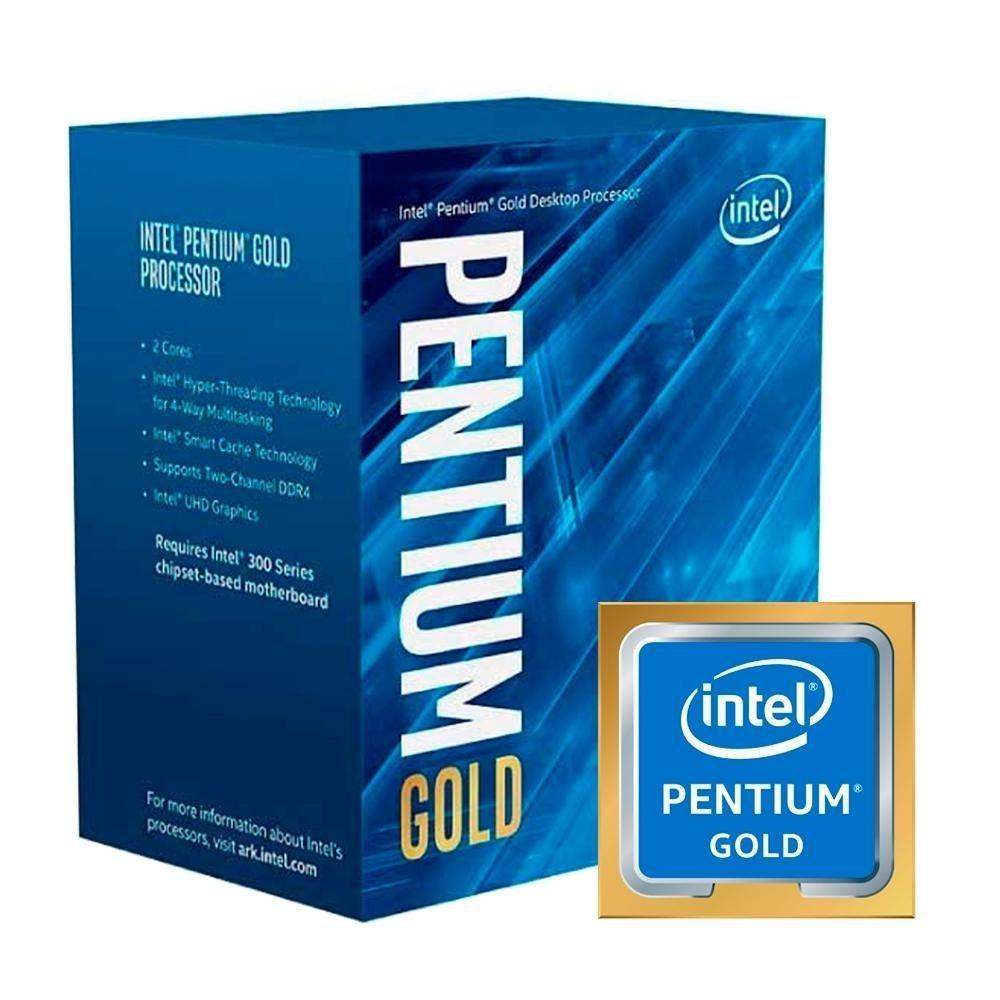 INTEL® PENTIUM® GOLD
PROCESSOR
• 2 Cores
• Intel® Hyper-Threading Technology
for 4-Way Multitasking
• Intel® Smart Cache Technology
• Supports Two-Channel DDR4
• Intel® UHD Graphics
Requires Intel® 300 Series
chipset-based motherboard
For more information about Intel's
processors, visit ark.intel.com
Intel® Pentium® Gold Desktop Processor
intel
PENTIUM
GOLD
intel®
PENTIUM®
GOLD